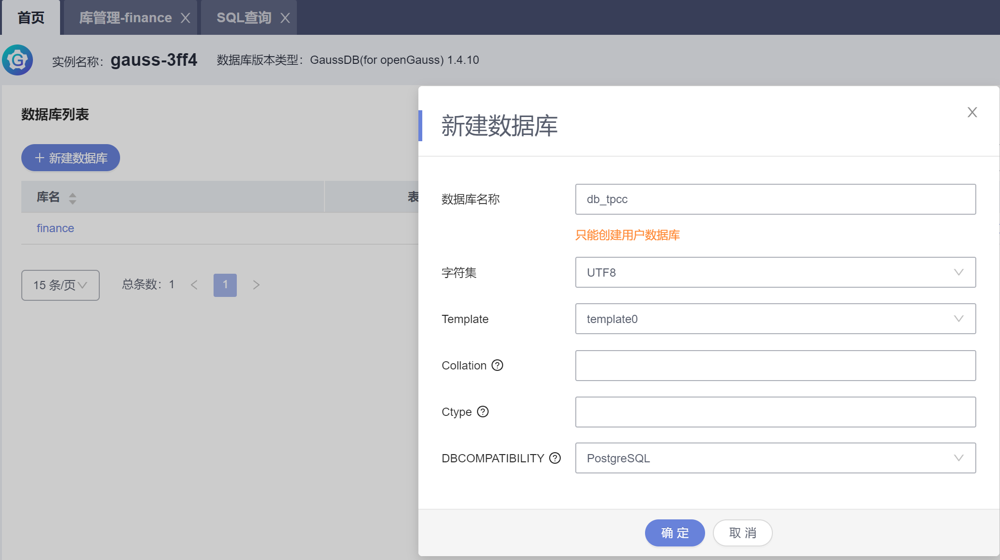 首页
库管理-finance X
SQL查询 X
G
实例名称：gauss-3ff4
数据库版本类型：GaussDB(for openGauss) 1.4.10
数据库列表
+ 新建数据库
库名
表
finance
15 条/页
总条数：1 < 1 >
新建数据库
X
数据库名称
db_tpcc
只能创建用户数据库
字符集
UTF8
Template
template0
Collation ?
Ctype ?
DBCOMPATIBILITY ?
PostgreSQL
确 定
取 消